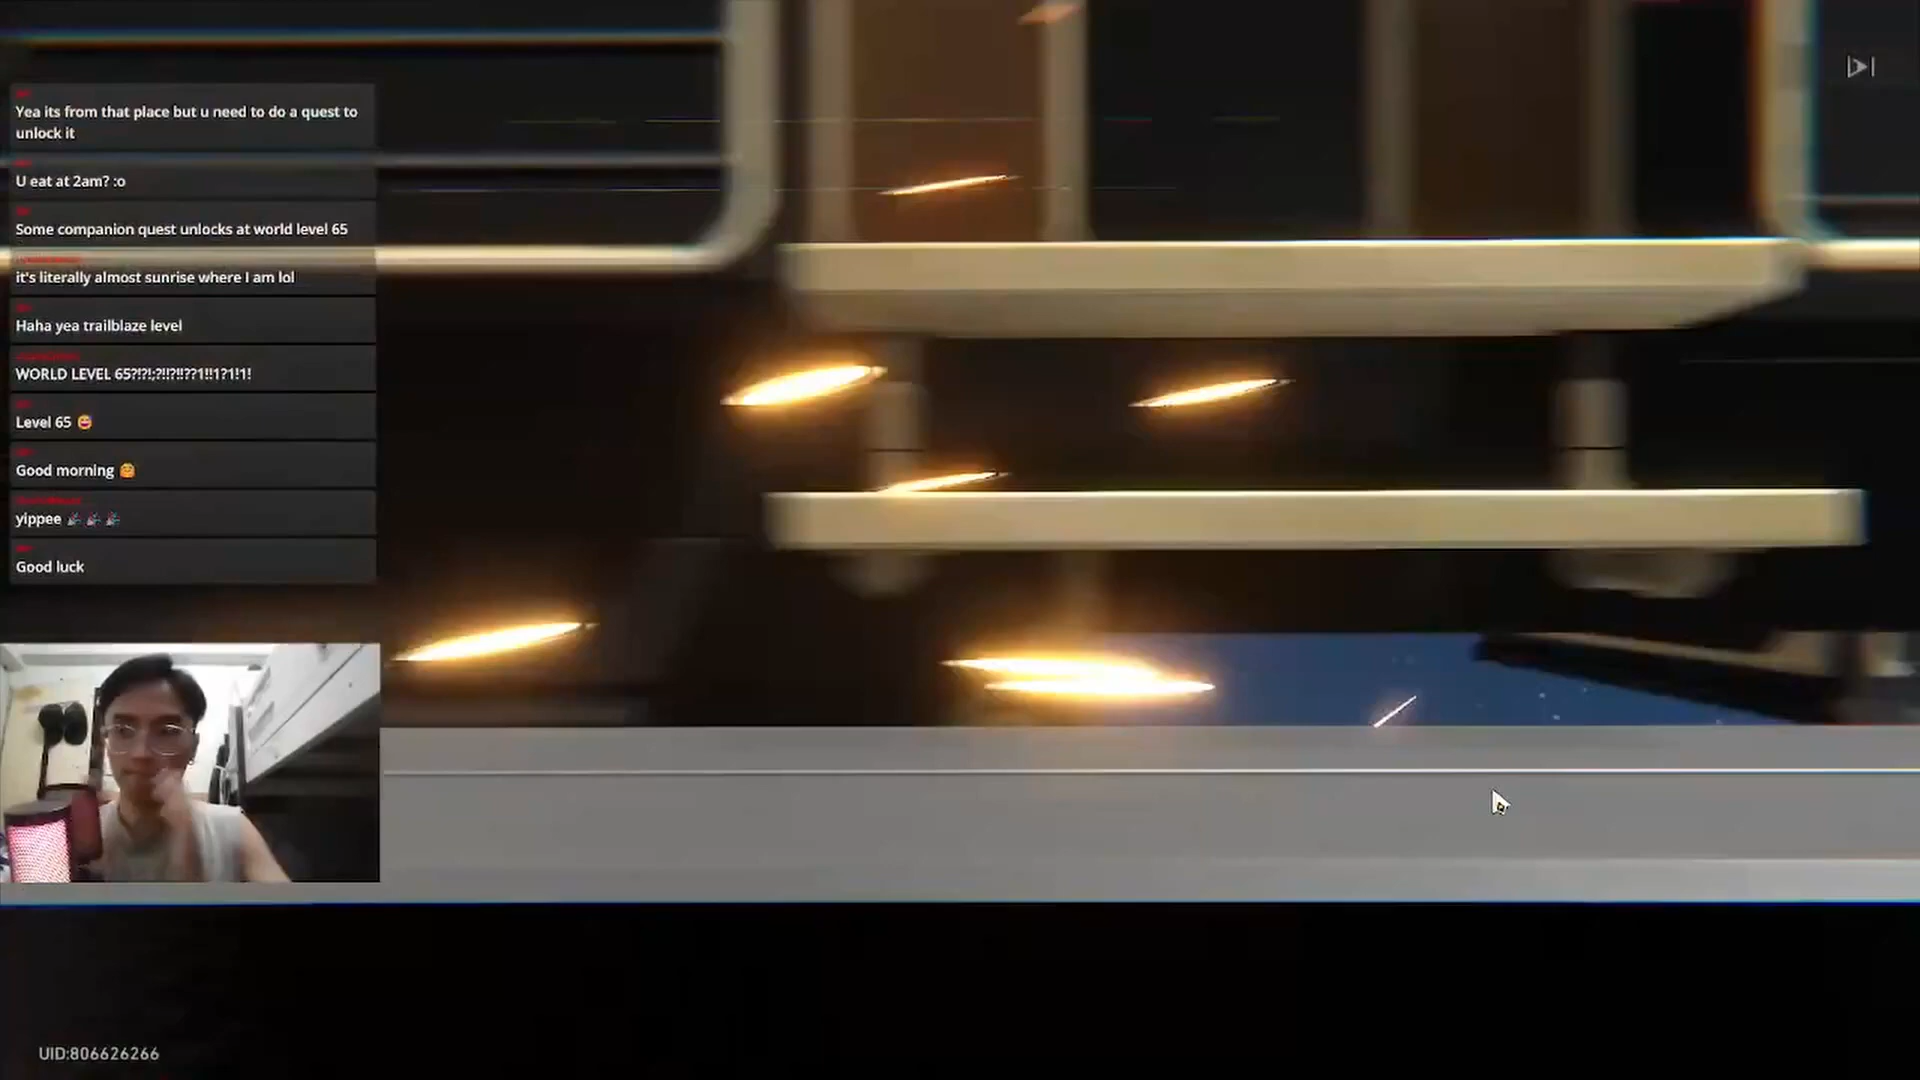 Yea its from that place but u need to do a quest to
unlock it
U eat at 2am? :o
Some companion quest unlocks at world level 65
it's literally almost sunrise where I am lol
Haha yea trailblaze level
WORLD LEVEL 65?!?!;?!!?!!??1!!1?1!1!
Level 65 😅
Good morning 🤗
yippee 🎉 🎉 🎉
Good luck
UID:806626266